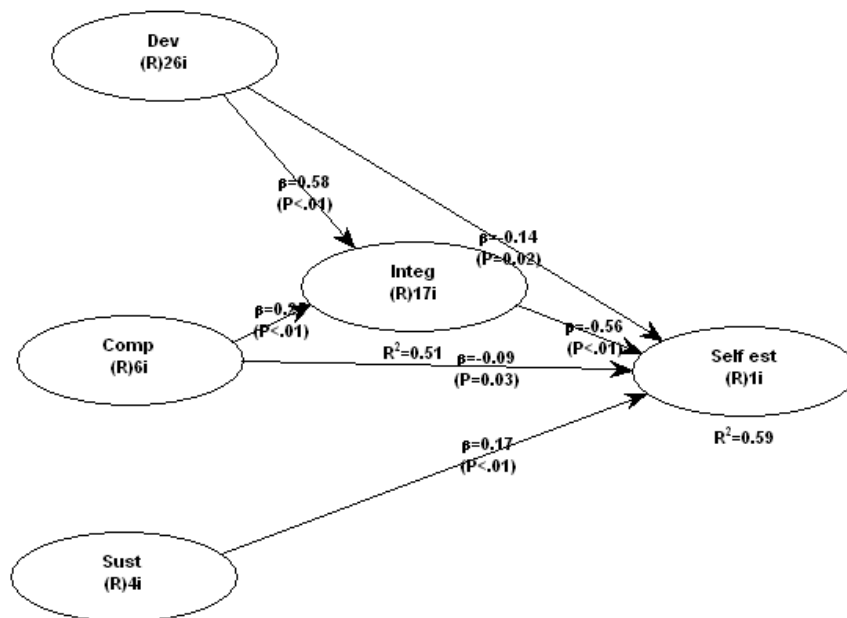 Dev
(R)26i
β=0.58
(P<.01)
β=-0.14
(P=0.02)
Integ
(R)17i
(P<.01)
β=-0.56
(P<.01)
Comp
(R)6i
R²=0.51
β=-0.09
(P=0.03)
Self est
(R)1i
R²=0.59
β=0.17
(P<.01)
Sust
(R)4i